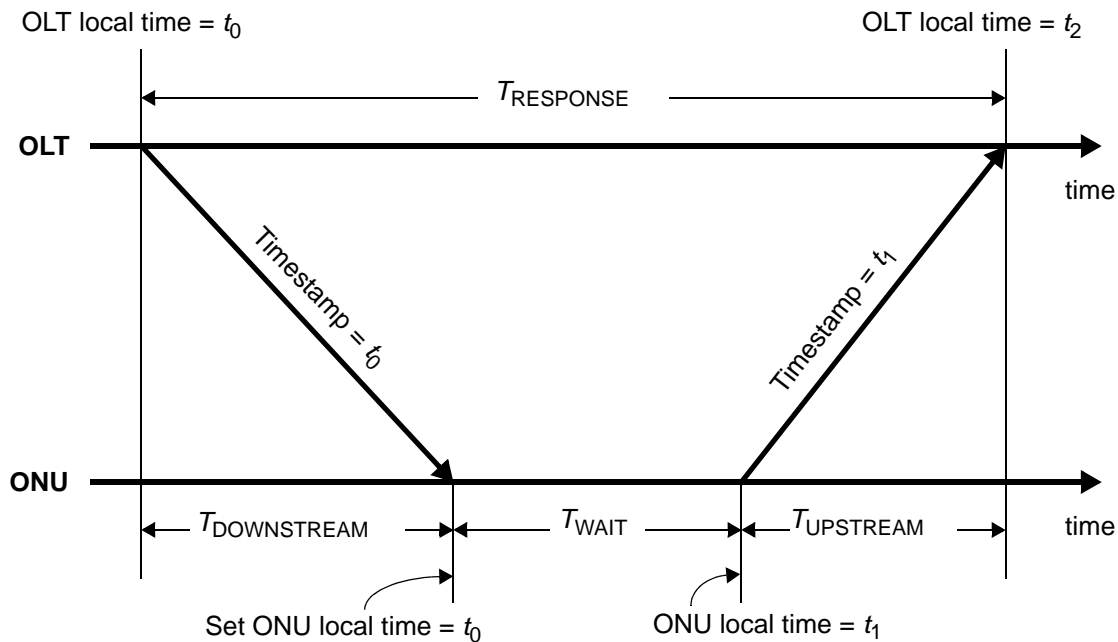 OLT local time = t0
OLT local time = t2
TRESPONSE
OLT
time
Timestamp = t0
Timestamp = t1
ONU
TDOWNSTREAM
TWAIT
TUPSTREAM
time
Set ONU local time = t0
ONU local time = t1